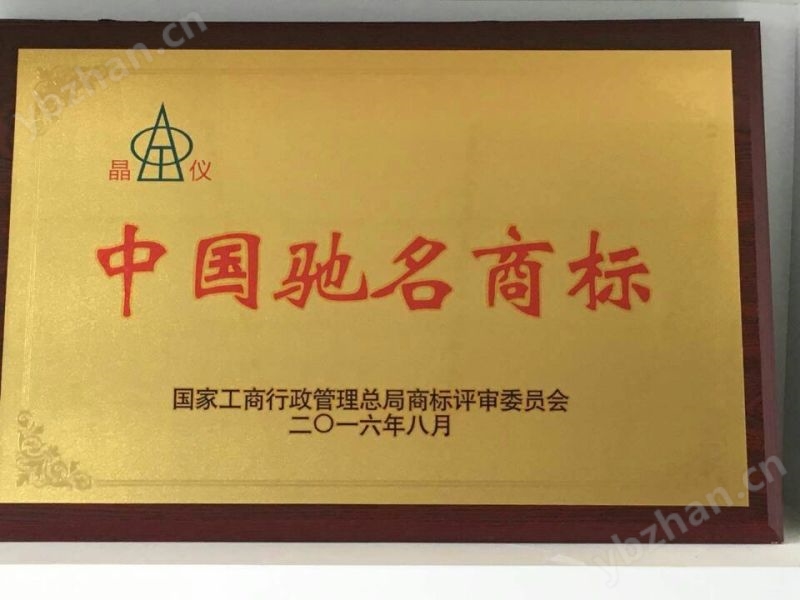 ybzhan.cn
晶 仪
中国驰名商标
国家工商行政管理总局商标评审委员会
二〇一六年八月
ybzhan.cn